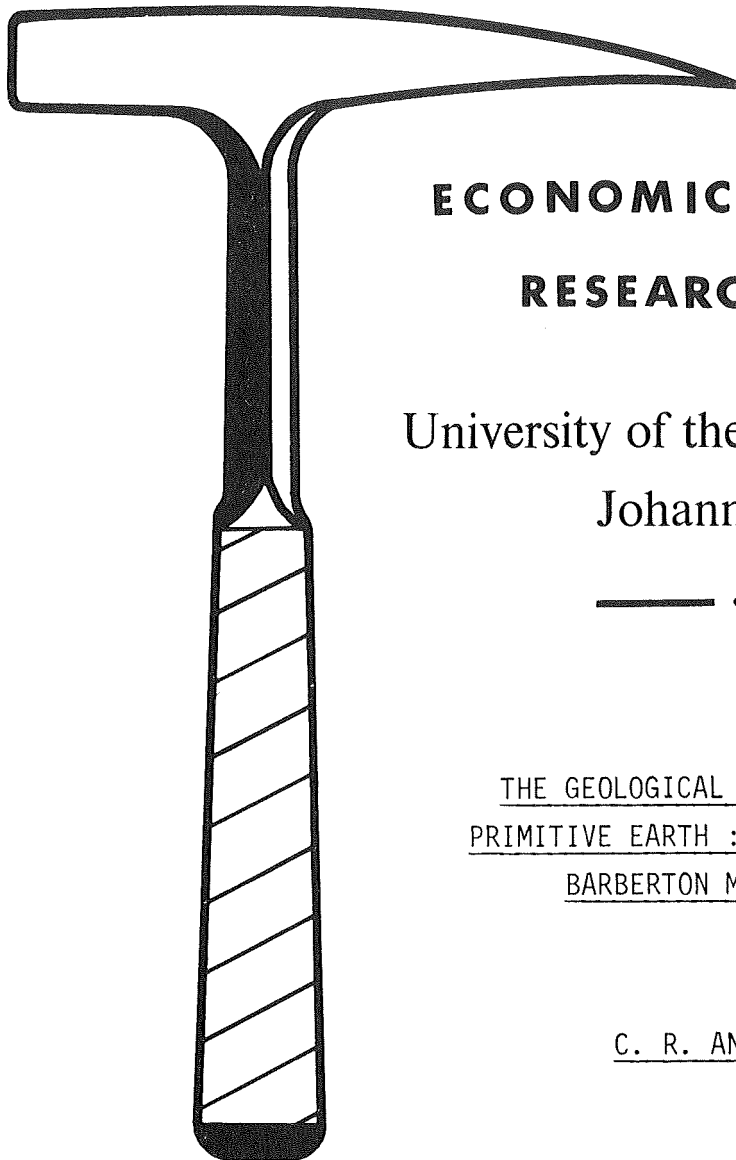 ECONOMIC
RESEARC
University of the
Johann
THE GEOLOGICAL
PRIMITIVE EARTH :
BARBERTON M
C. R. AN